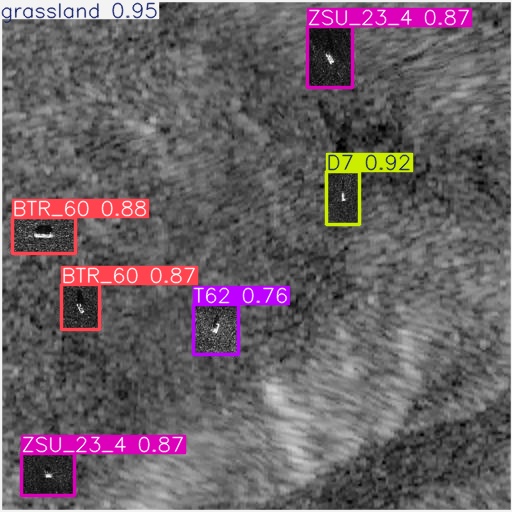 grassland 0.95
ZSU_23_4 0.87
D7 0.92
BTR_60 0.88
BTR_60 0.87
T62 0.76
ZSU_23_4 0.87